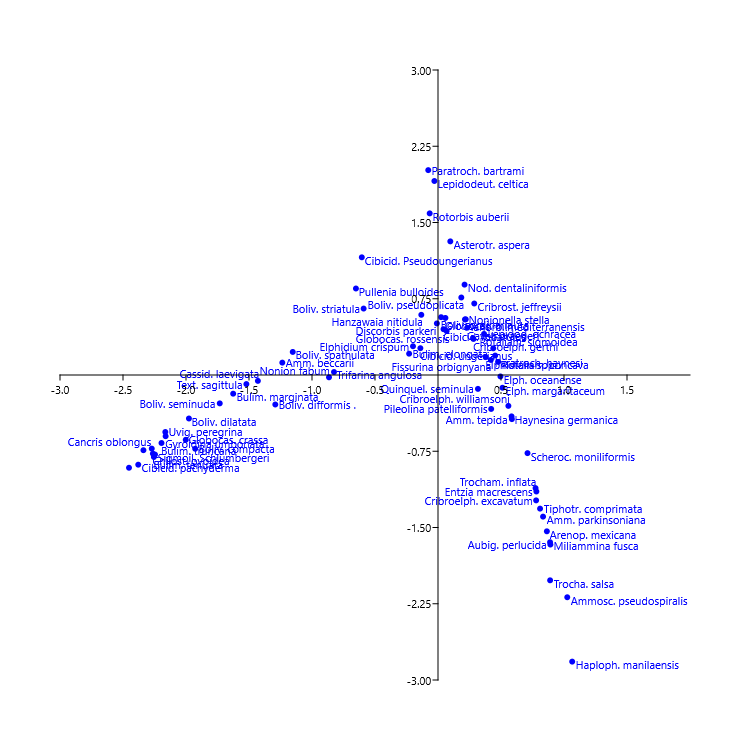 3.00
2.25
Paratroch. bartrami
Lepidodeut. celtica
Rotorbis auberii
1.50
Asterotr. aspera
Cibicid. Pseudoungerianus
Nod. dentaliniformis
Pullenia bulloides
0.75
Boliv. pseudoplicata
Cribrost. jeffreysii
Boliv. striatula
Hanzawaia nitidula
Nonionella stella
Discorbis parkeri
Globocas. rossensis
Elphidium crispum
Cribroelph. gerthi
Boliv. spathulata
Amm. beccarii
Fissurina orbignyana
Nonion fabum
Trifarina angulosa
Cassid. laevigata
Text. sagittula
-3.0
-2.5
-2.0
-1.5
-1.0
-0.5
0.5
1.0
1.5
Elph. oceanense
Quinquel. seminula
Elph. margaritaceum
Bulim. marginata
Cribroelph. williamsoni
Boliv. seminuda
Boliv. difformis .
Pileolina patelliformis
Boliv. dilatata
Amm. tepida
Haynesina germanica
Uvig. peregrina
Cancris oblongus
Globocas. crassa
-0.75
Scheroc. moniliformis
Cibicid. pachyderma
Trocham. inflata
Entzia macrescens
Cribroelph. excavatum
Tiphotr. comprimata
Amm. parkinsoniana
-1.50
Arenop. mexicana
Aubig. perlucida
Miliammina fusca
Trocha. salsa
-2.25
Ammosc. pseudospiralis
Haploph. manilaensis
-3.00